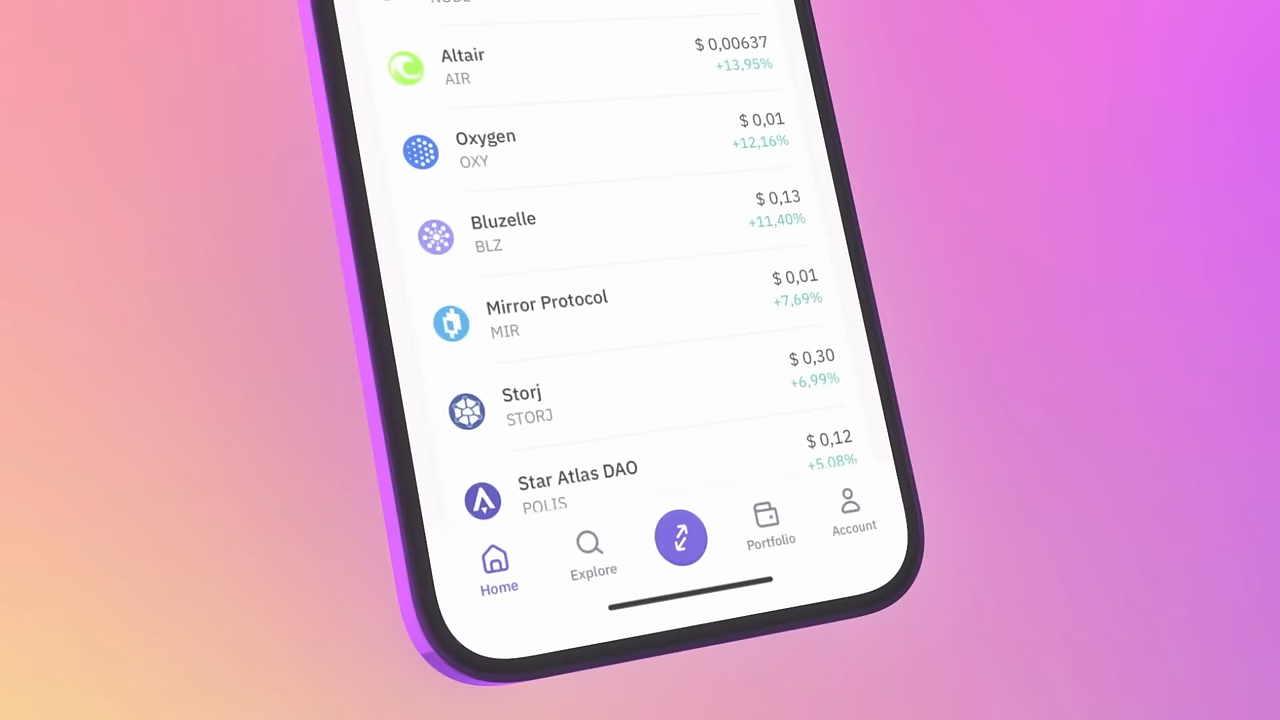 Altair
AIR
$ 0,00637
+13,95%
Oxygen
OXY
$ 0,01
+12,16%
Bluzelle
BLZ
$ 0,13
+11,40%
Mirror Protocol
MIR
$ 0,01
+7,69%
Storj
STORJ
$ 0,30
+6,99%
Star Atlas DAO
POLIS
$ 0,12
+5,08%
Home
Explore
Portfolio
Account